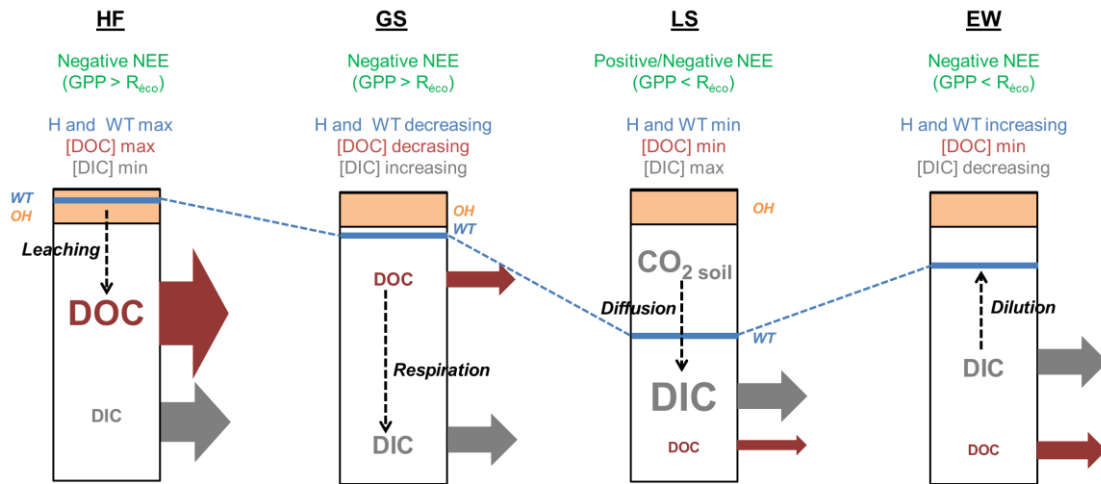 HF
Negative NEE
(GPP > Réco)
H and WT max
[DOC] max
[DIC] min
WT
OH
Leaching
DOC
DIC
GS
Negative NEE
(GPP > Réco)
H and WT decreasing
[DOC] decrasing
[DIC] increasing
OH
WT
DOC
Respiration
DIC
LS
Positive/Negative NEE
(GPP < Réco)
H and WT min
[DOC] min
[DIC] max
OH
CO2 soil
Diffusion
WT
DIC
DOC
EW
Negative NEE
(GPP < Réco)
H and WT increasing
[DOC] min
[DIC] decreasing
Dilution
DIC
DOC